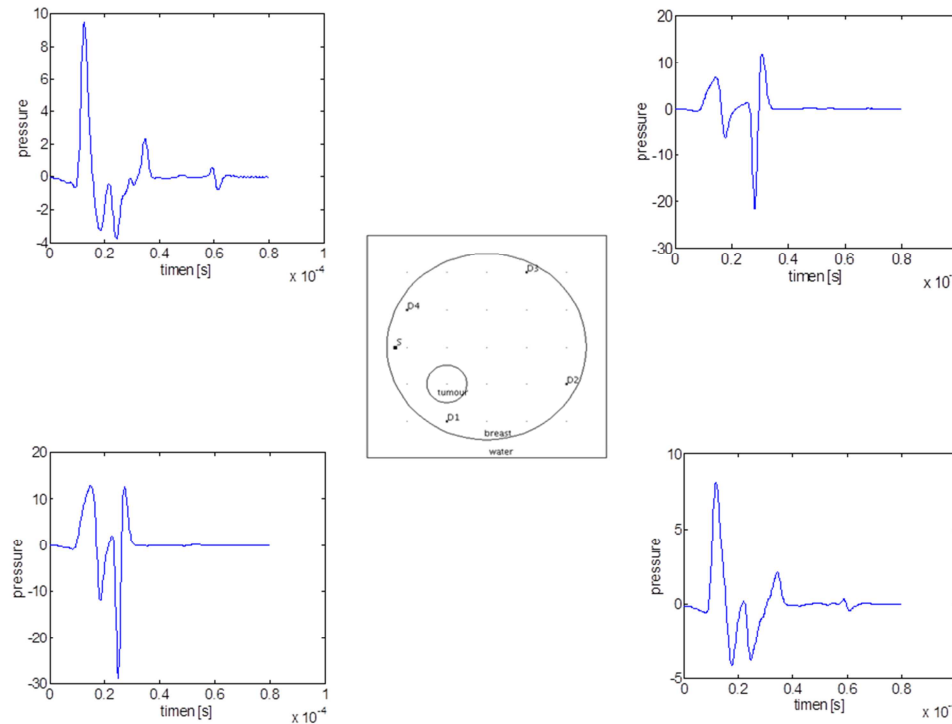 10
8
6
4
2
0
-2
-4
pressure
0 0.2 0.4 0.6 0.8 1
timen [s]
x 10⁻⁴
20
10
0
-10
-20
-30
pressure
0 0.2 0.4 0.6 0.8
timen [s]
x 10⁻
D3
D4
S
tumour
D2
D1
breast
water
20
10
0
-10
-20
-30
pressure
0 0.2 0.4 0.6 0.8 1
timen [s]
x 10⁻⁴
10
5
0
-5
pressure
0 0.2 0.4 0.6 0.8
timen [s]
x 10⁻